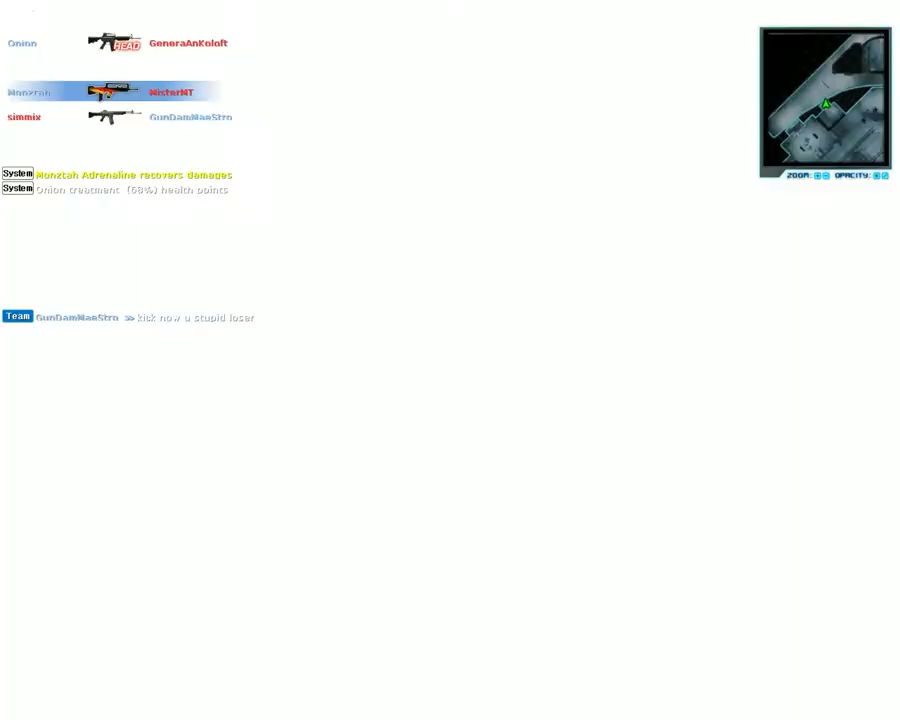 Onion HEAD GeneraAnKoloft
Monztah MisterMT
simmix GunDamMaeStro
System Monztah Adrenaline recovers damages
System Onion treatment (68%) health points
Team GunDamMaeStro >> kick now u stupid loser
ZOOM: OPACITY: